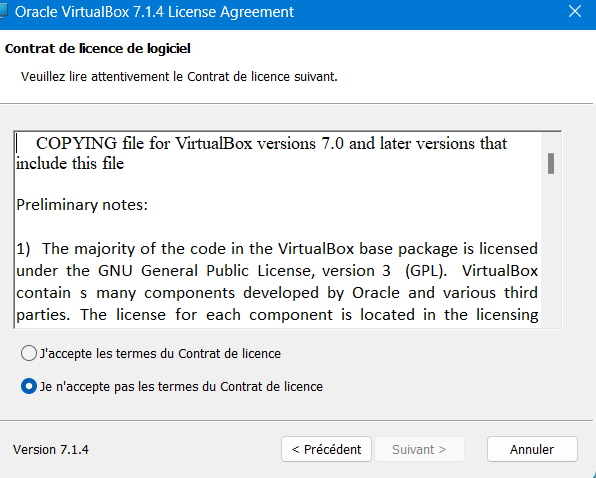 Oracle VirtualBox 7.1.4 License Agreement
Contrat de licence de logiciel
Veuillez lire attentivement le Contrat de licence suivant.
COPYING file for VirtualBox versions 7.0 and later versions that
include this file
Preliminary notes:
1) The majority of the code in the VirtualBox base package is licensed
under the GNU General Public License, version 3 (GPL). VirtualBox
contain s many components developed by Oracle and various third
parties. The license for each component is located in the licensing
J'accepte les termes du Contrat de licence
Je n'accepte pas les termes du Contrat de licence
Version 7.1.4
< Précédent
Suivant >
Annuler